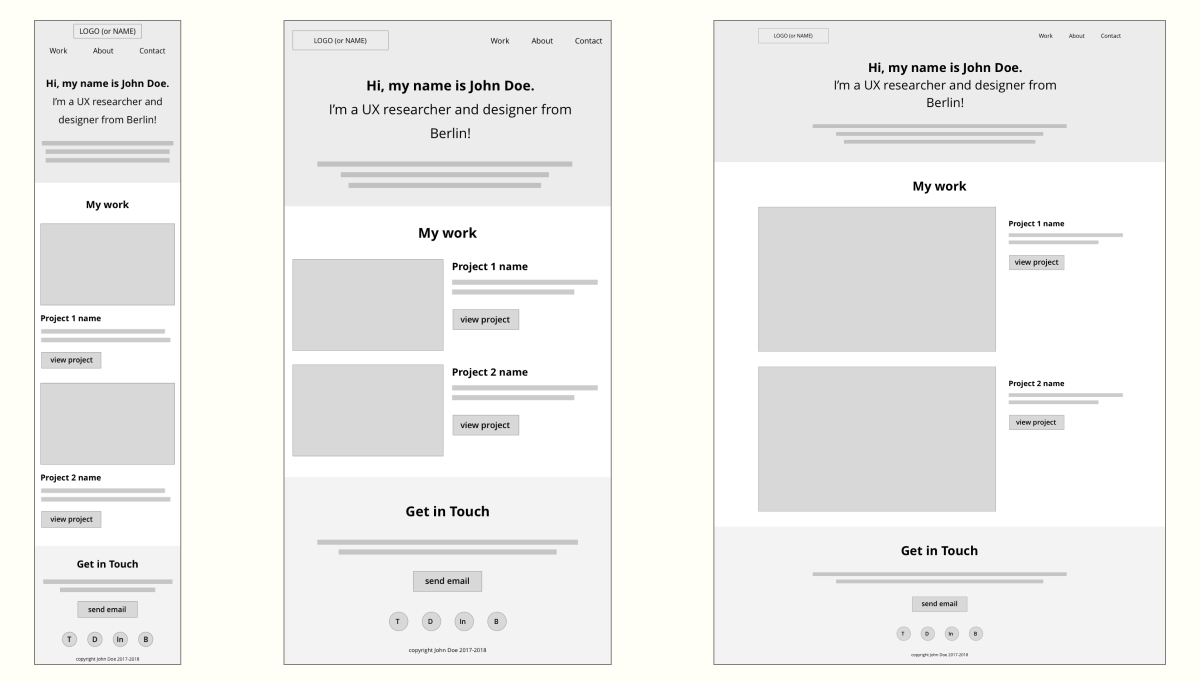 LOGO (or NAME)
Work About Contact
Hi, my name is John Doe.
I'm a UX researcher and
designer from Berlin!
My work
Project 1 name
view project
Project 2 name
view project
Get in Touch
send email
T D In B
copyright John Doe 2017-2018
LOGO (or NAME) Work About Contact
Hi, my name is John Doe.
I'm a UX researcher and designer from
Berlin!
My work
Project 1 name
view project
Project 2 name
view project
Get in Touch
send email
T D In B
copyright John Doe 2017-2018
LOGO (or NAME) Work About Contact
Hi, my name is John Doe.
I'm a UX researcher and designer from
Berlin!
My work
Project 1 name
view project
Project 2 name
view project
Get in Touch
send email
T D In B
copyright John Doe 2017-2018